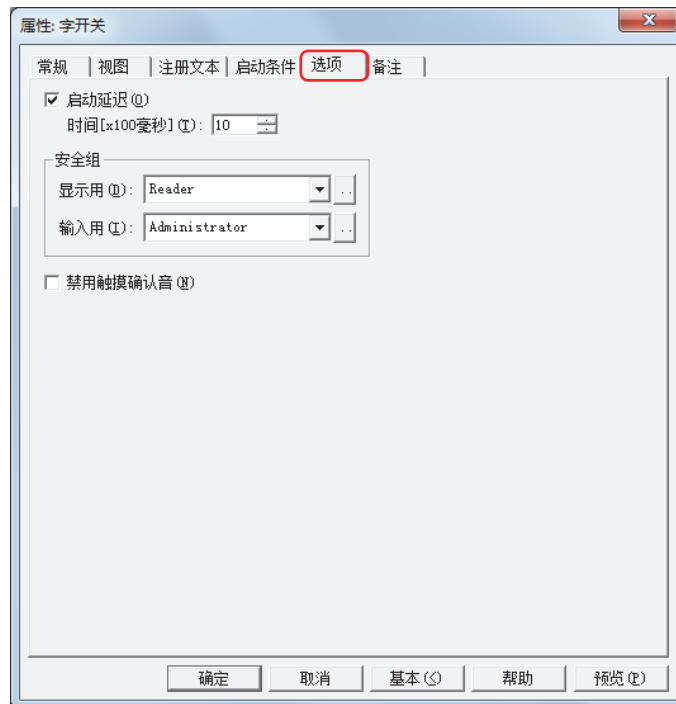 属性: 字开关
常规 视图 注册文本 启动条件 选项 备注
启动延迟(O)
时间[x100毫秒](T): 10
安全组
显示用(D): Reader ..
输入用(I): Administrator ..
禁用触摸确认音(N)
确定 取消 基本(<) 帮助 预览(P)